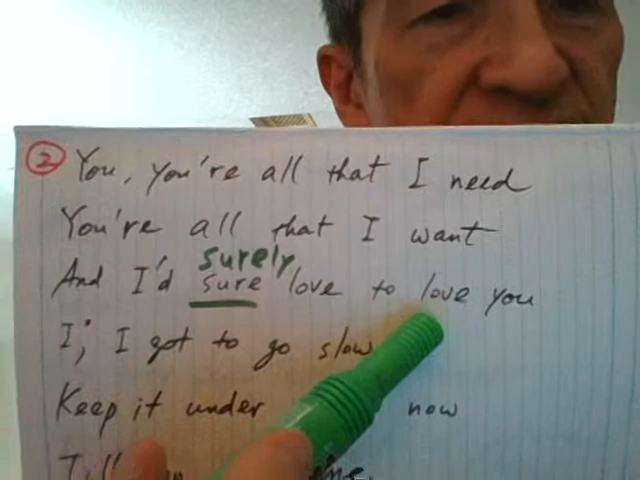 ② You, you're all that I need
You're all that I want
surely
And I'd sure love to love you
I, I got to go slow
Keep it under now
Till